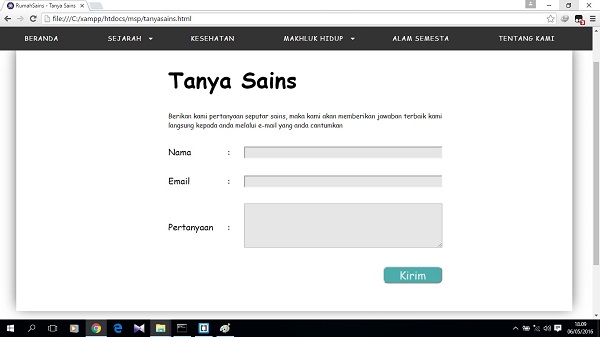 RumahSains - Tanya Sains
file:///C:/xampp/htdocs/msp/tanyasains.html
BERANDA SEJARAH KESEHATAN MAKHLUK HIDUP ALAM SEMESTA TENTANG KAMI
Tanya Sains
Berikan kami pertanyaan seputar sains, maka kami akan memberikan jawaban terbaik kami
langsung kepada anda melalui e-mail yang anda cantumkan
Nama :
Email :
Pertanyaan :
Kirim
18.09
06/05/2016